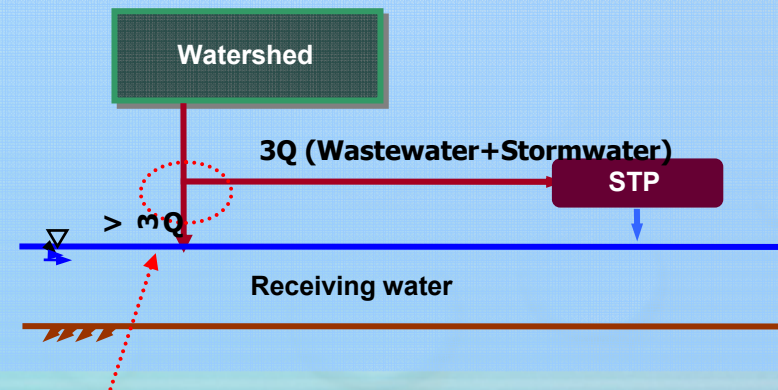 Watershed
3Q (Wastewater+Stormwater)
STP
> 3Q
Receiving water